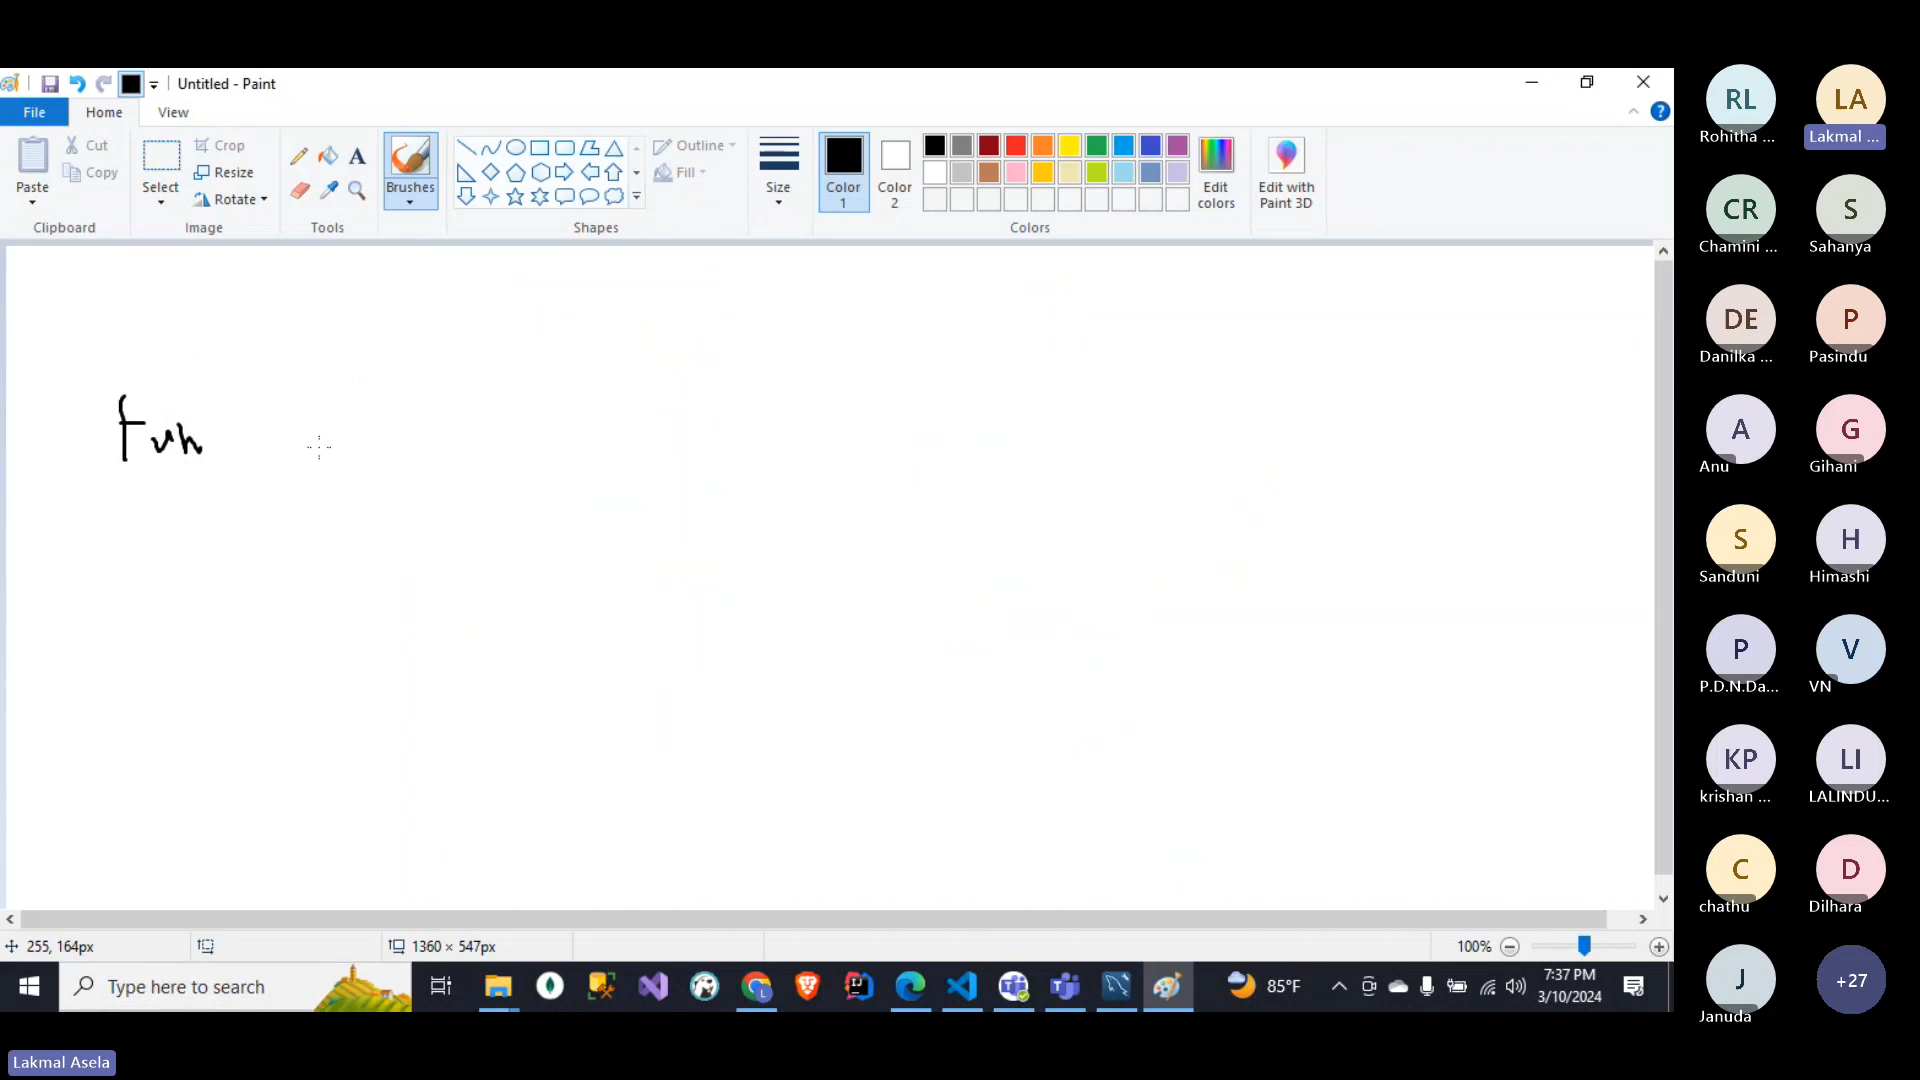 Untitled - Paint
File Home View
Paste
Cut
Copy
Clipboard
Select
Crop
Resize
Rotate
Image
Tools
Brushes
Shapes
Outline
Fill
Size
Color 1
Color 2
Edit colors
Colors
Edit with Paint 3D
Fun
255, 164px
1360 × 547px
100%
Type here to search
85°F
7:37 PM
3/10/2024
Lakmal Asela
RL
Rohitha ...
LA
Lakmal ...
CR
Chamini ...
S
Sahanya
DE
Danilka ...
P
Pasindu
A
Anu
G
Gihani
S
Sanduni
H
Himashi
P
P.D.N.Da...
V
VN
KP
krishan ...
LI
LALINDU...
C
chathu
D
Dilhara
J
Januda
+27